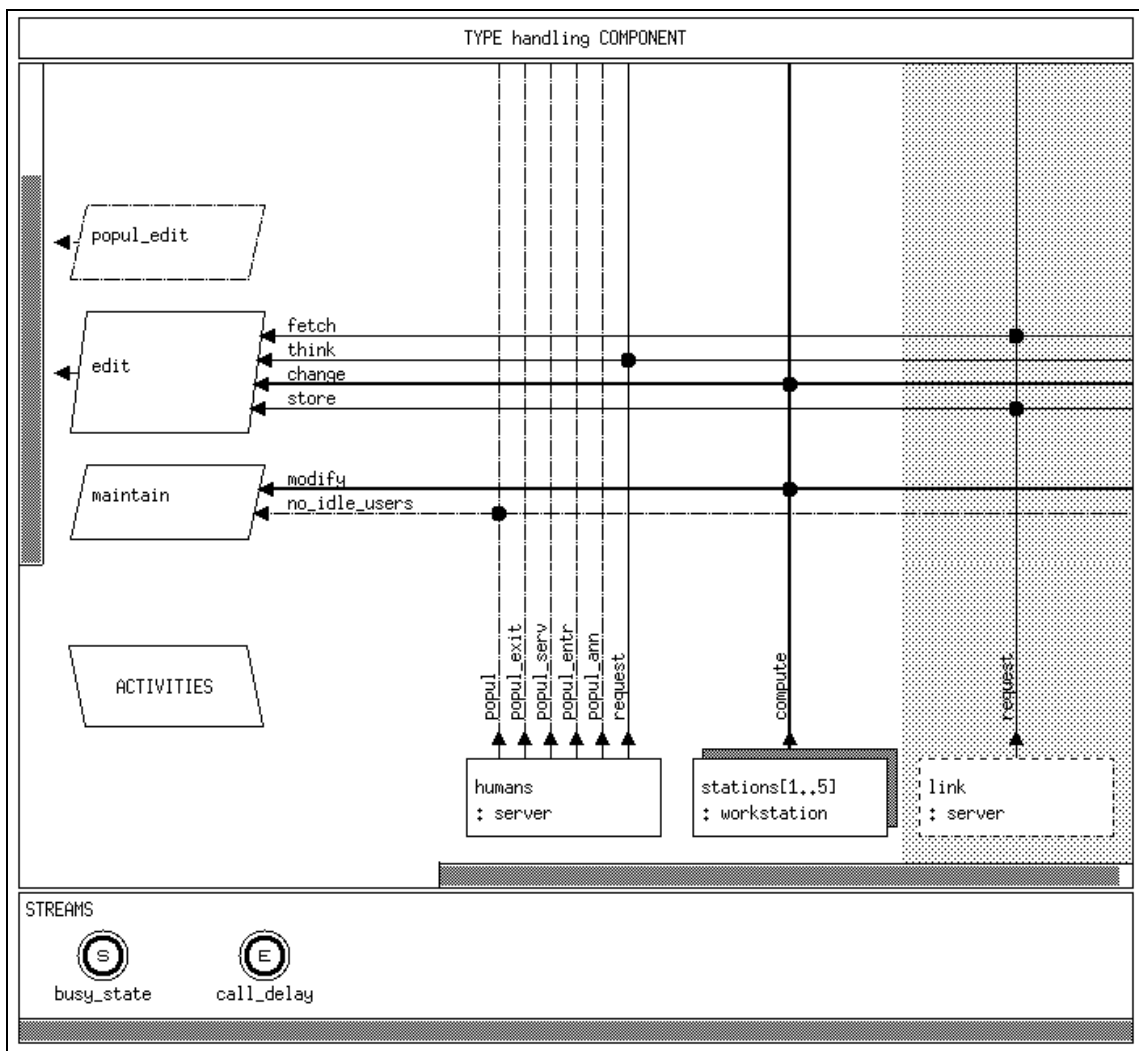 TYPE handling COMPONENT
popul_edit
edit
fetch
think
change
store
maintain
modify
no_idle_users
ACTIVITIES
popul
popul_exit
popul_serv
popul_entr
popul_ann
request
compute
request
humans
: server
stations[1..5]
: workstation
link
: server
STREAMS
S
E
busy_state
call_delay